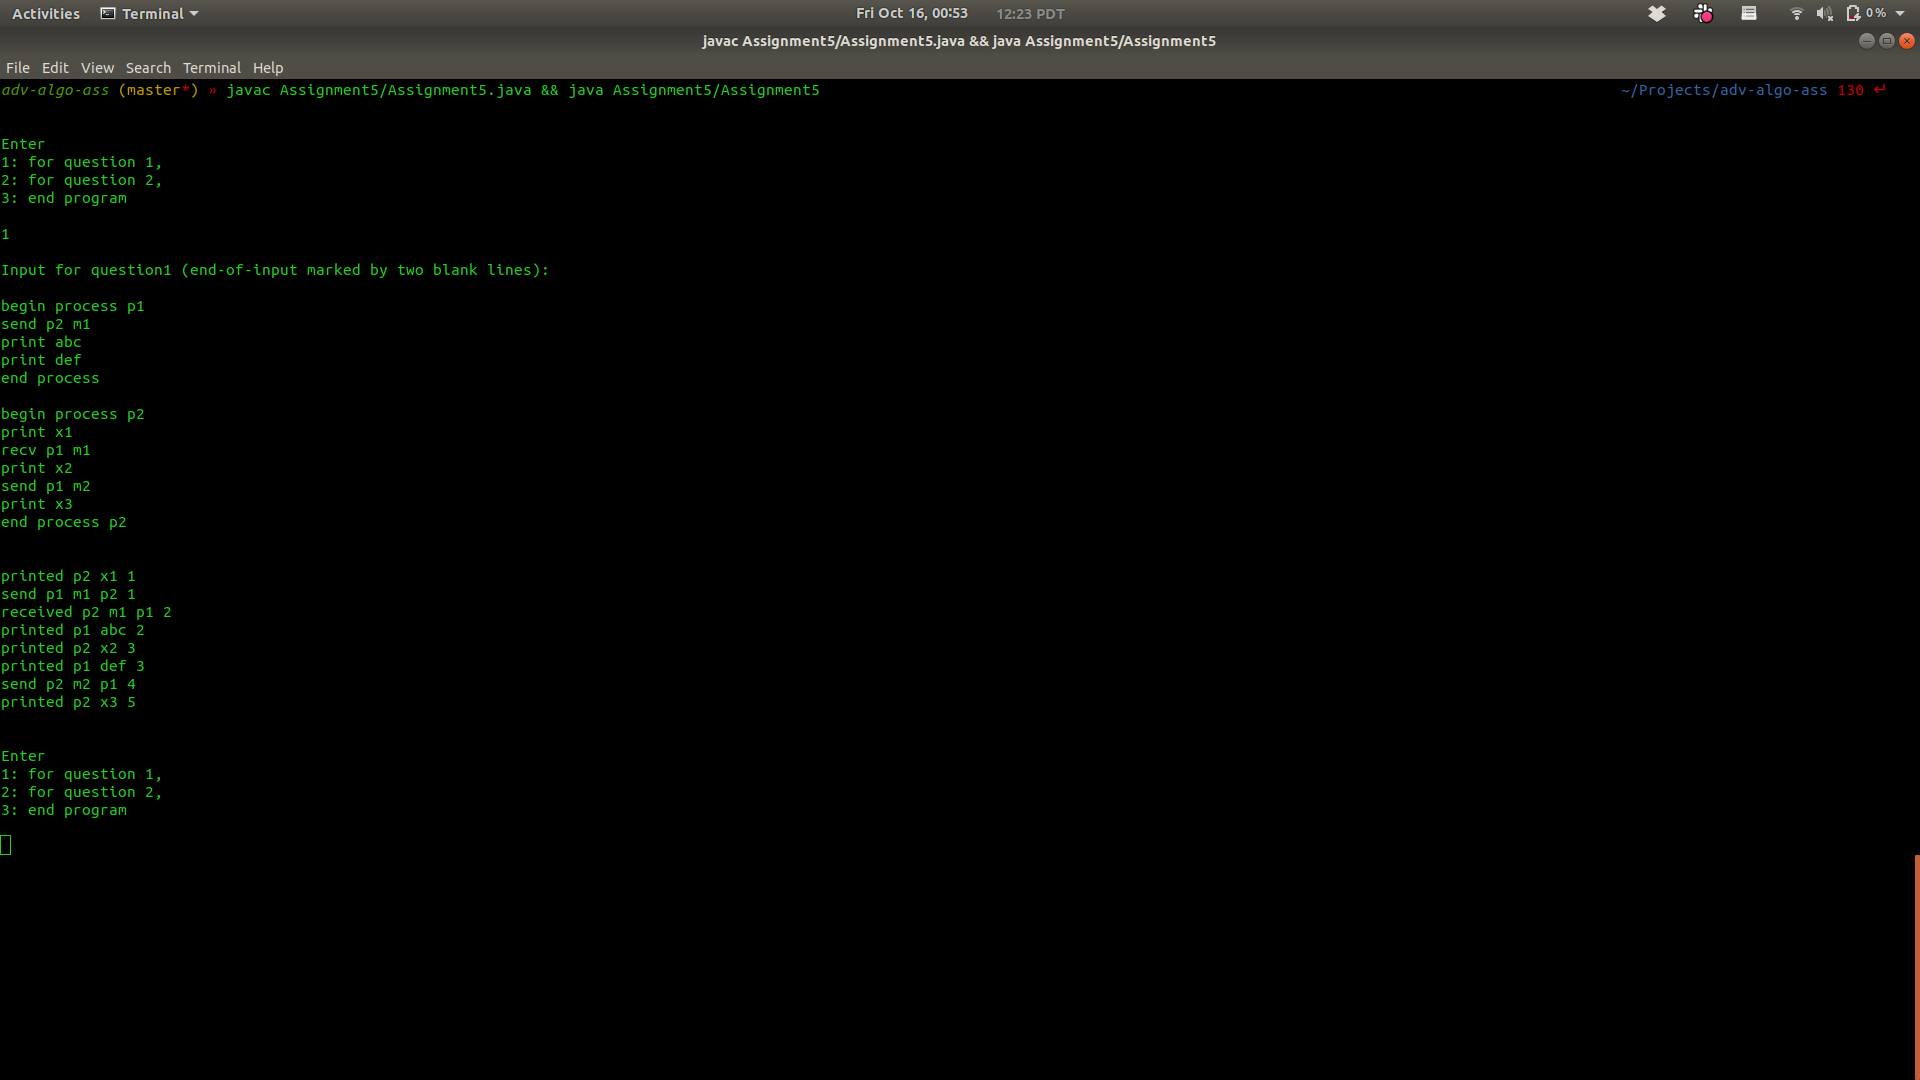 Activities Terminal Fri Oct 16, 00:53 12:23 PDT 0 %
javac Assignment5/Assignment5.java && java Assignment5/Assignment5
File Edit View Search Terminal Help
adv-algo-ass (master*) » javac Assignment5/Assignment5.java && java Assignment5/Assignment5 ~/Projects/adv-algo-ass 130 ↵
Enter
1: for question 1,
2: for question 2,
3: end program
1
Input for question1 (end-of-input marked by two blank lines):
begin process p1
send p2 m1
print abc
print def
end process
begin process p2
print x1
recv p1 m1
print x2
send p1 m2
print x3
end process p2
printed p2 x1 1
send p1 m1 p2 1
received p2 m1 p1 2
printed p1 abc 2
printed p2 x2 3
printed p1 def 3
send p2 m2 p1 4
printed p2 x3 5
Enter
1: for question 1,
2: for question 2,
3: end program